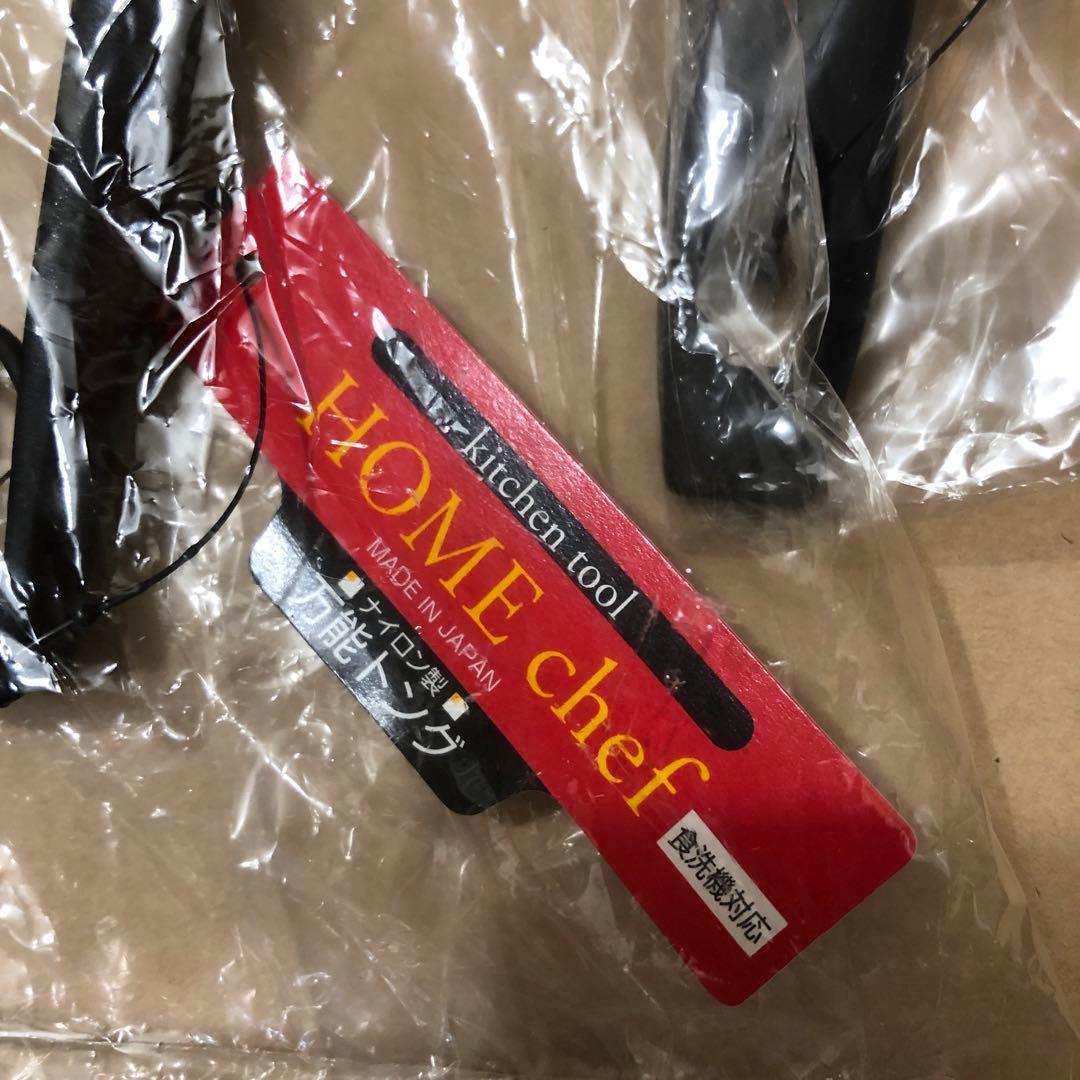 kitchen tool
HOME chef
MADE IN JAPAN
ナイロン製
万能トング
食洗機対応